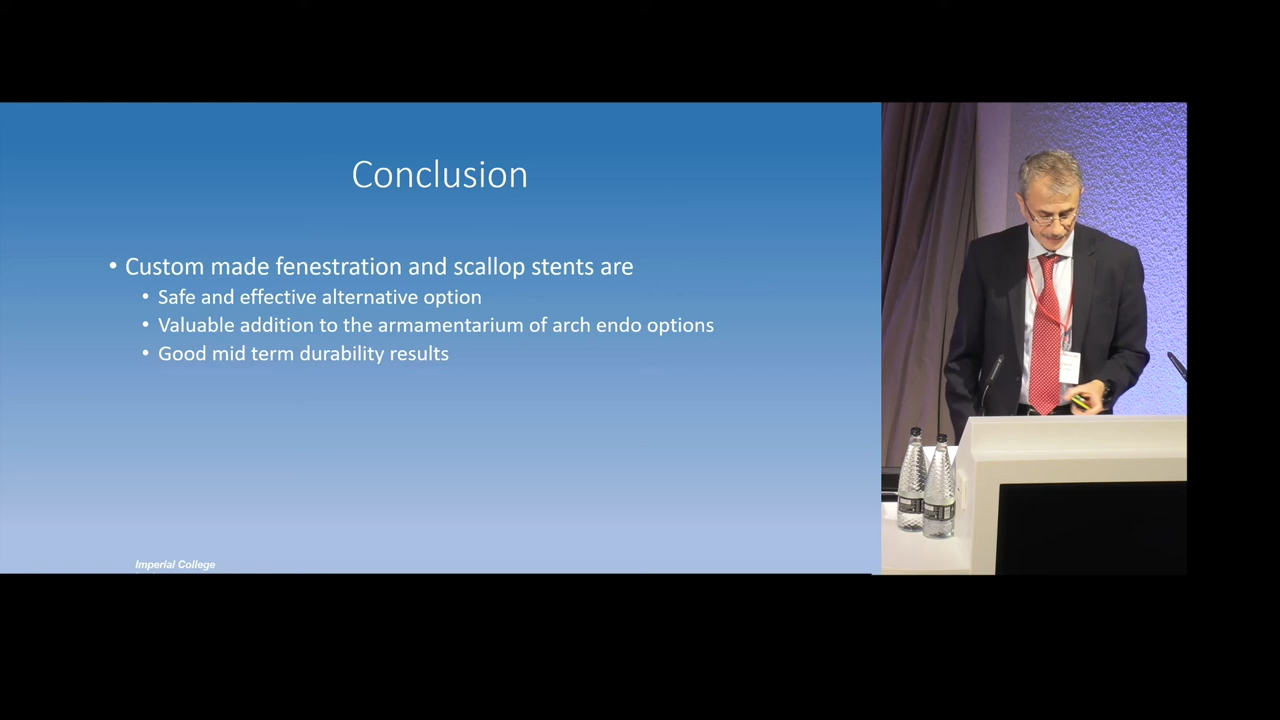 Conclusion
• Custom made fenestration and scallop stents are
• Safe and effective alternative option
• Valuable addition to the armamentarium of arch endo options
• Good mid term durability results
Imperial College